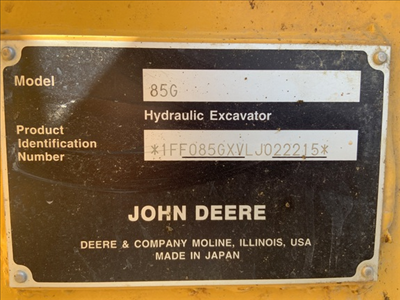 Model 85G
Hydraulic Excavator
Product
Identification
Number *1FF085GXVLJ022215*
JOHN DEERE
DEERE & COMPANY MOLINE, ILLINOIS, USA
MADE IN JAPAN